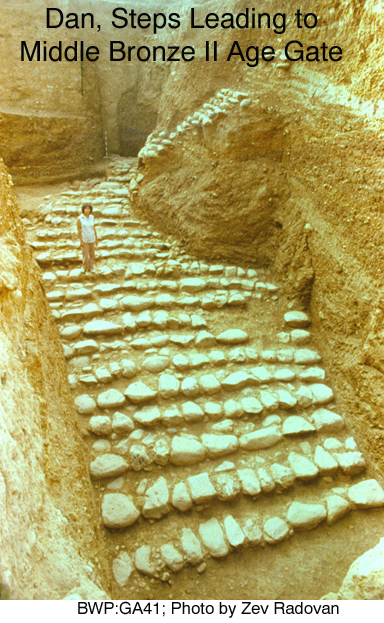 Dan, Steps Leading to
Middle Bronze II Age Gate
BWP:GA41; Photo by Zev Radovan